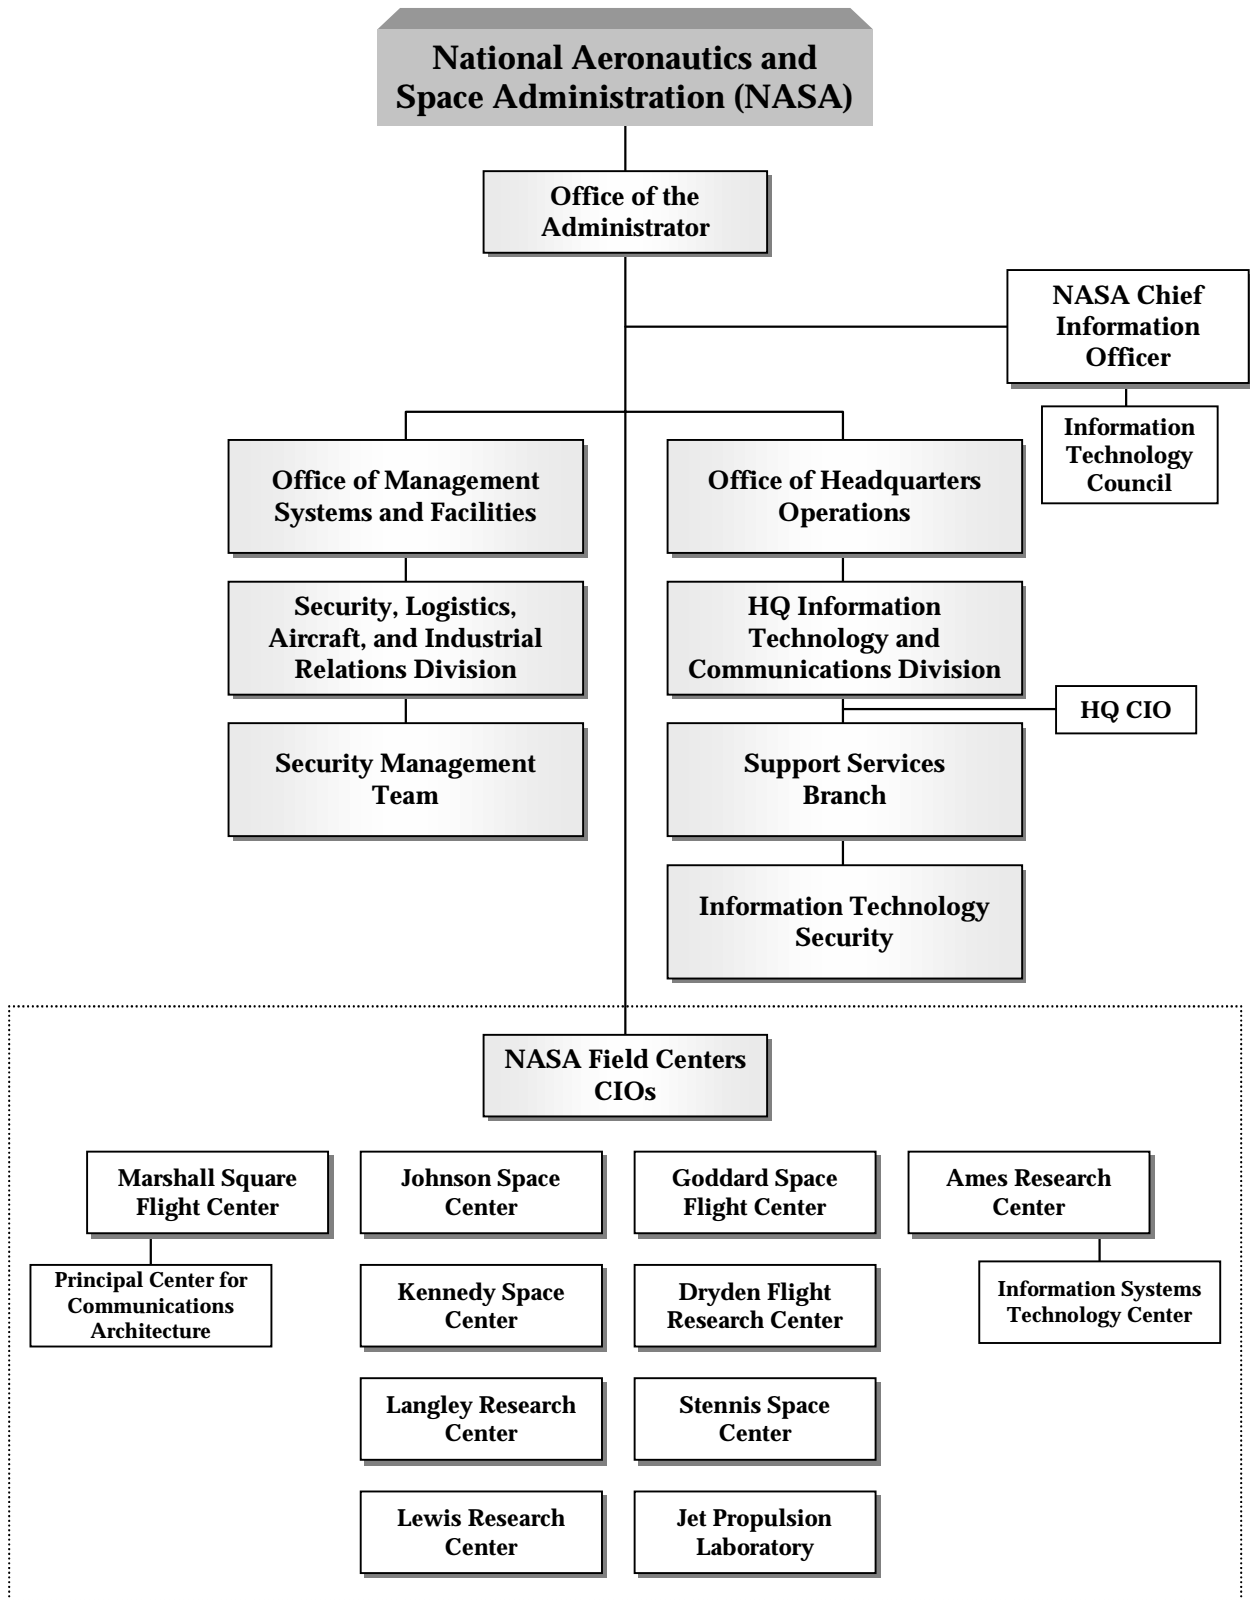 National Aeronautics and
Space Administration (NASA)
Office of the
Administrator
NASA Chief
Information
Officer
Information
Technology
Council
Office of Management
Systems and Facilities
Office of Headquarters
Operations
Security, Logistics,
Aircraft, and Industrial
Relations Division
HQ Information
Technology and
Communications Division
HQ CIO
Security Management
Team
Support Services
Branch
Information Technology
Security
NASA Field Centers
CIOs
Marshall Square
Flight Center
Johnson Space
Center
Goddard Space
Flight Center
Ames Research
Center
Principal Center for
Communications
Architecture
Kennedy Space
Center
Dryden Flight
Research Center
Information Systems
Technology Center
Langley Research
Center
Stennis Space
Center
Lewis Research
Center
Jet Propulsion
Laboratory